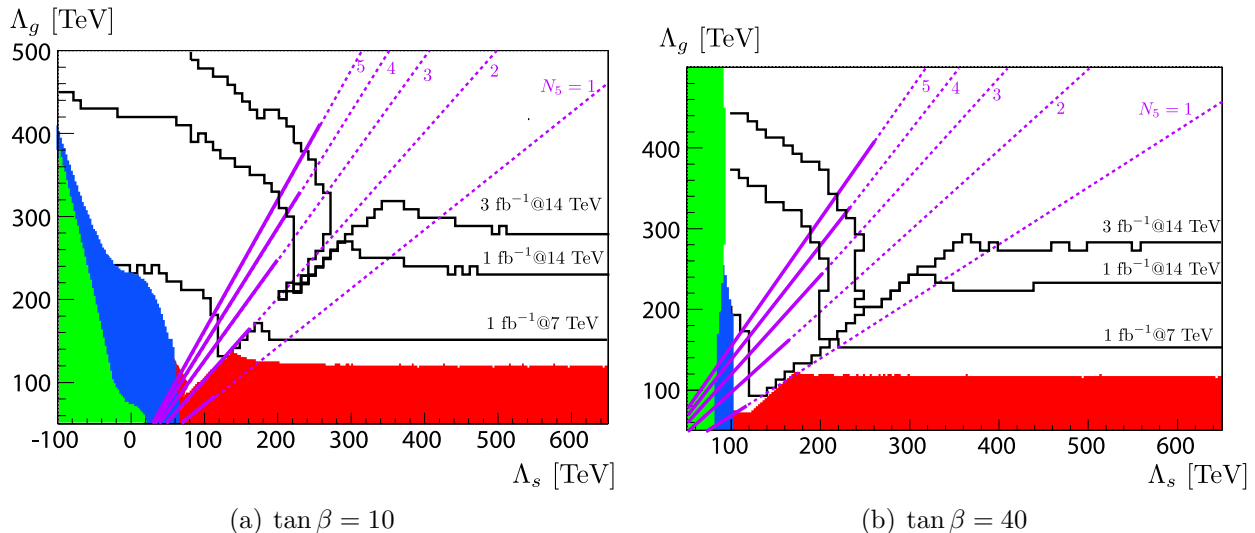 Λg [TeV]
500
400
300
200
100
-100 0 100 200 300 400 500 600
Λs [TeV]
5 4 3 2 N5 = 1
3 fb−1@14 TeV
1 fb−1@14 TeV
1 fb−1@7 TeV
(a) tan β = 10
Λg [TeV]
400
300
200
100
100 200 300 400 500 600
Λs [TeV]
5 4 3 2 N5 = 1
3 fb−1@14 TeV
1 fb−1@14 TeV
1 fb−1@7 TeV
(b) tan β = 40